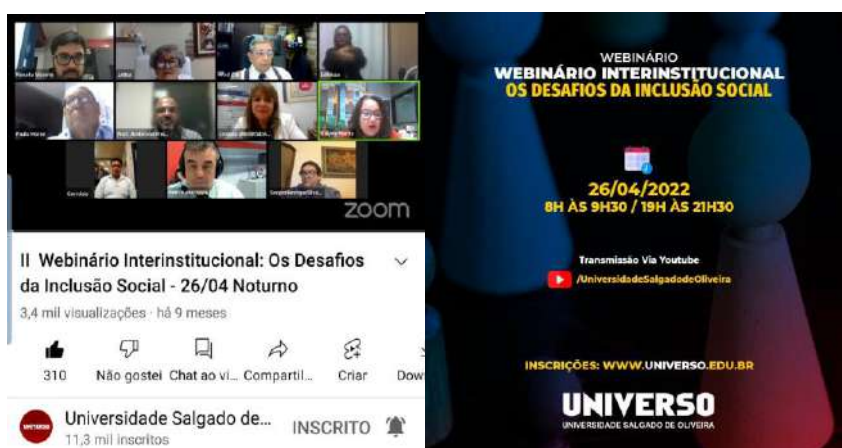 zoom
II Webinário Interinstitucional: Os Desafios
da Inclusão Social - 26/04 Noturno
3,4 mil visualizações · há 9 meses
310 Não gostei Chat ao vi... Compartil... Criar Dow
UNIVERSO
Universidade Salgado de...
11,3 mil inscritos
INSCRITO
WEBINÁRIO
WEBINÁRIO INTERINSTITUCIONAL
OS DESAFIOS DA INCLUSÃO SOCIAL
26/04/2022
8H ÀS 9H30 / 19H ÀS 21H30
Transmissão Via Youtube
/UniversidadeSalgadodeOliveira
INSCRIÇÕES: WWW.UNIVERSO.EDU.BR
UNIVERSO
UNIVERSIDADE SALGADO DE OLIVEIRA